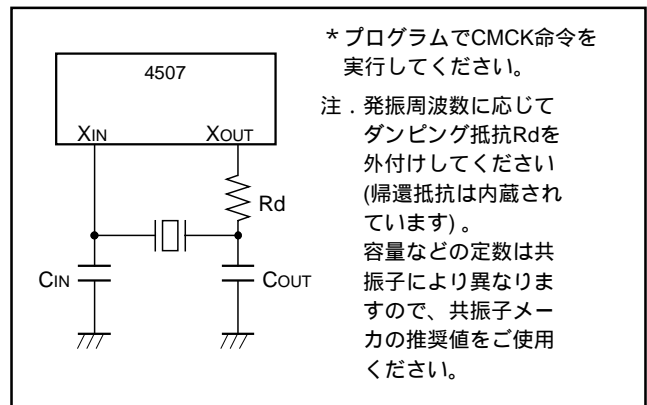 4507
XIN
XOUT
Rd
CIN
COUT
*プログラムでCMCK命令を
実行してください。
注．発振周波数に応じて
ダンピング抵抗Rdを
外付けしてください
(帰還抵抗は内蔵され
ています)。
容量などの定数は共
振子により異なりま
すので、共振子メー
カの推奨値をご使用
ください。